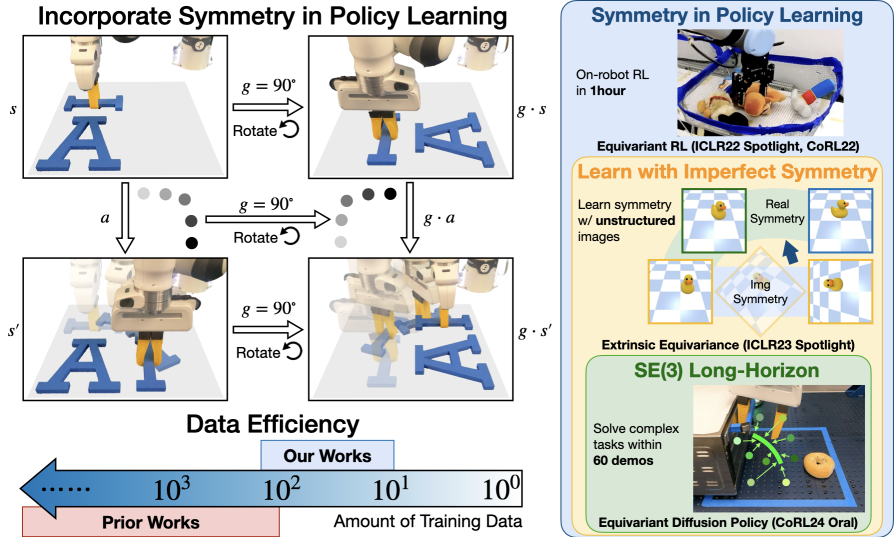 Incorporate Symmetry in Policy Learning
s
g = 90°
Rotate
g · s
a
g = 90°
Rotate
g · a
s′
g = 90°
Rotate
g · s′
Data Efficiency
Our Works
...... 10³ 10² 10¹ 10⁰
Prior Works
Amount of Training Data
Symmetry in Policy Learning
On-robot RL
in 1hour
Equivariant RL (ICLR22 Spotlight, CoRL22)
Learn with Imperfect Symmetry
Learn symmetry
w/ unstructured
images
Real
Symmetry
Img
Symmetry
Extrinsic Equivariance (ICLR23 Spotlight)
SE(3) Long-Horizon
Solve complex
tasks within
60 demos
Equivariant Diffusion Policy (CoRL24 Oral)